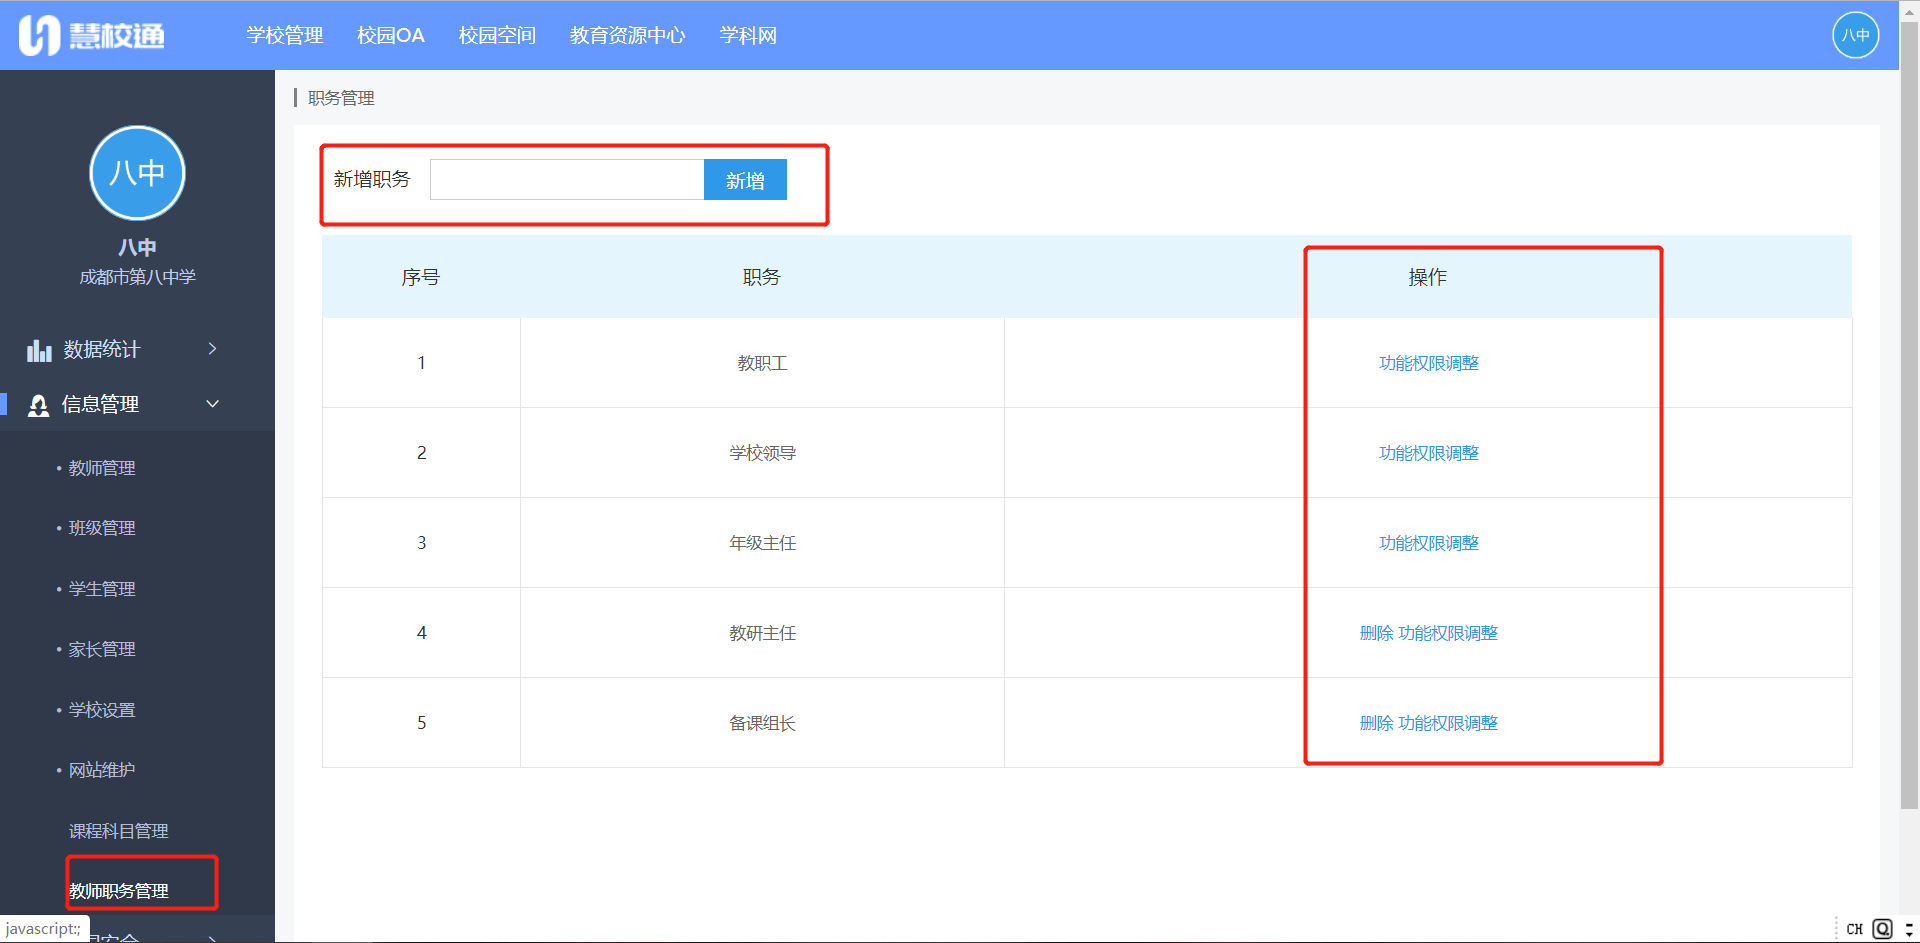 慧校通 学校管理 校园OA 校园空间 教育资源中心 学科网 八中
八中
八中
成都市第八中学
数据统计
信息管理
• 教师管理
• 班级管理
• 学生管理
• 家长管理
• 学校设置
• 网站维护
课程科目管理
教师职务管理
javascript:;
职务管理
新增职务 新增
序号 职务 操作
1 教职工 功能权限调整
2 学校领导 功能权限调整
3 年级主任 功能权限调整
4 教研主任 删除 功能权限调整
5 备课组长 删除 功能权限调整
CH